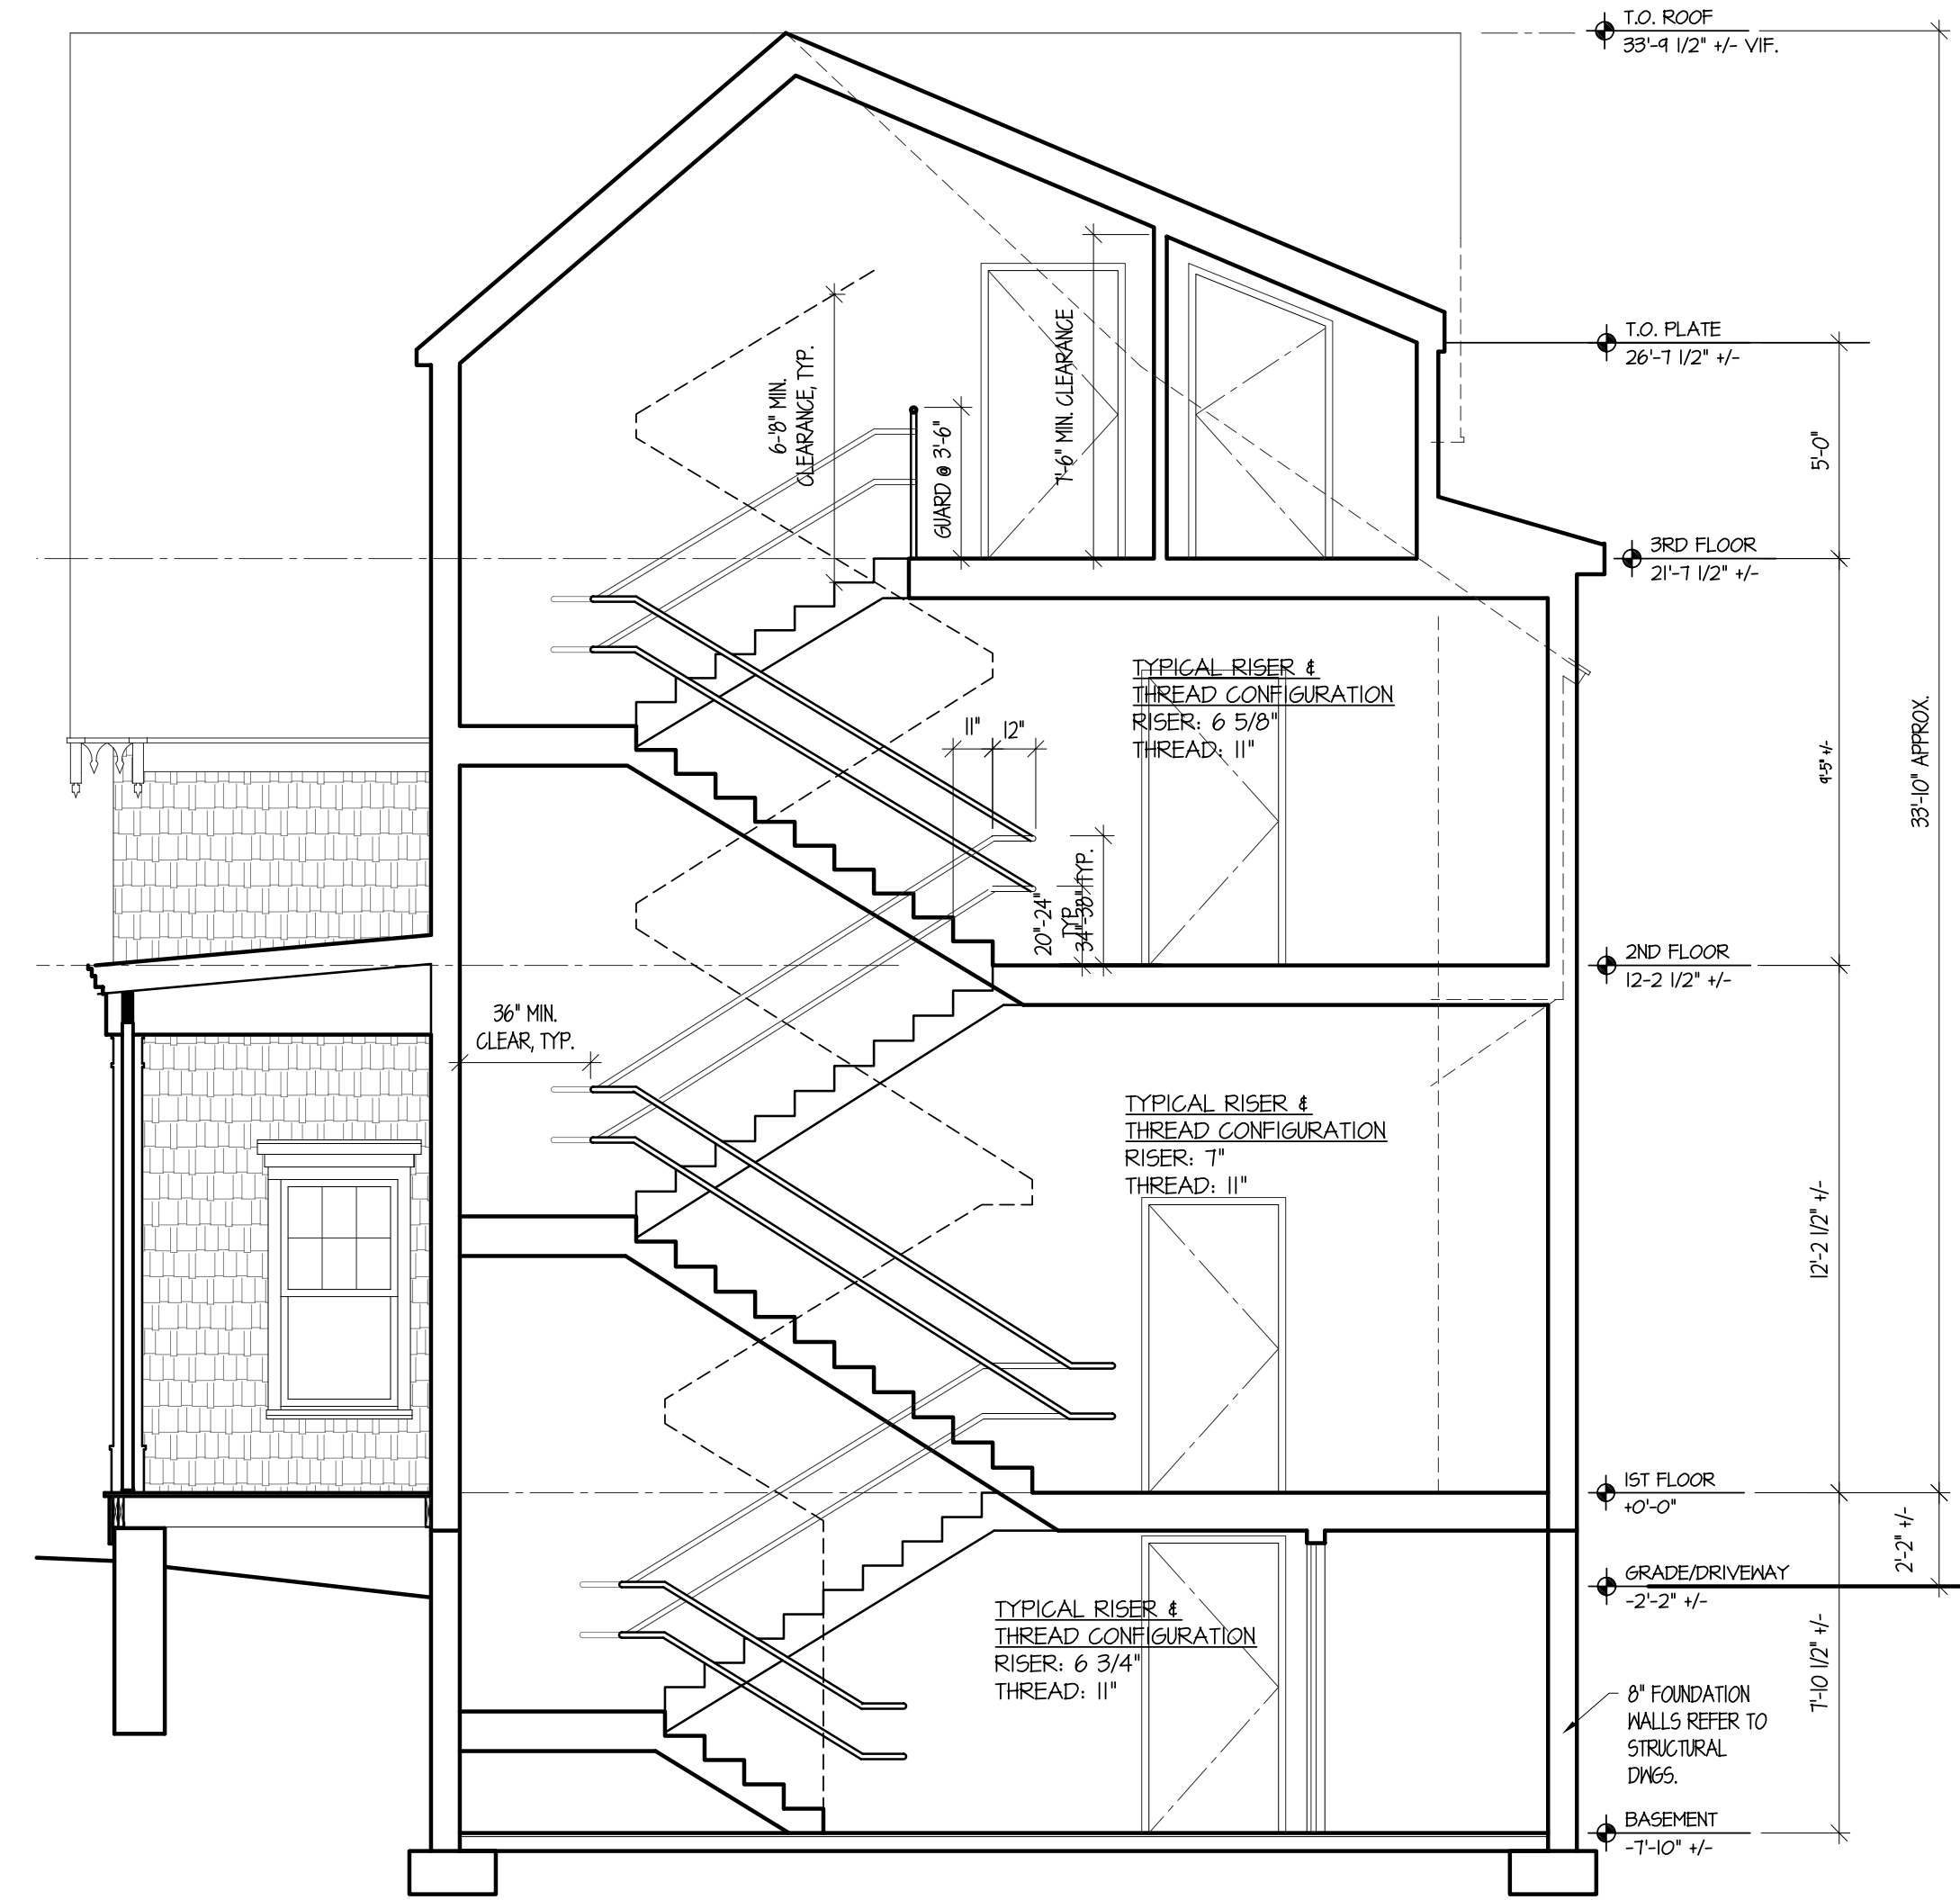 T.O. ROOF
33'-9 1/2" +/- VIF.
T.O. PLATE
26'-7 1/2" +/-
5'-0"
6'-8" MIN.
CLEARANCE, TYP.
GUARD @ 3'-6"
7'-6" MIN. CLEARANCE
3RD FLOOR
21'-7 1/2" +/-
TYPICAL RISER &
THREAD CONFIGURATION
RISER: 6 5/8"
THREAD: 11"
11"
12"
9'-5" +/-
33'-10" APPROX.
20"-24"
TYP.
34"-38" TYP.
2ND FLOOR
12-2 1/2" +/-
36" MIN.
CLEAR, TYP.
TYPICAL RISER &
THREAD CONFIGURATION
RISER: 7"
THREAD: 11"
12'-2 1/2" +/-
1ST FLOOR
+0'-0"
2'-2" +/-
GRADE/DRIVEWAY
-2'-2" +/-
TYPICAL RISER &
THREAD CONFIGURATION
RISER: 6 3/4"
THREAD: 11"
7'-10 1/2" +/-
8" FOUNDATION
WALLS REFER TO
STRUCTURAL
DWGS.
BASEMENT
-7'-10" +/-